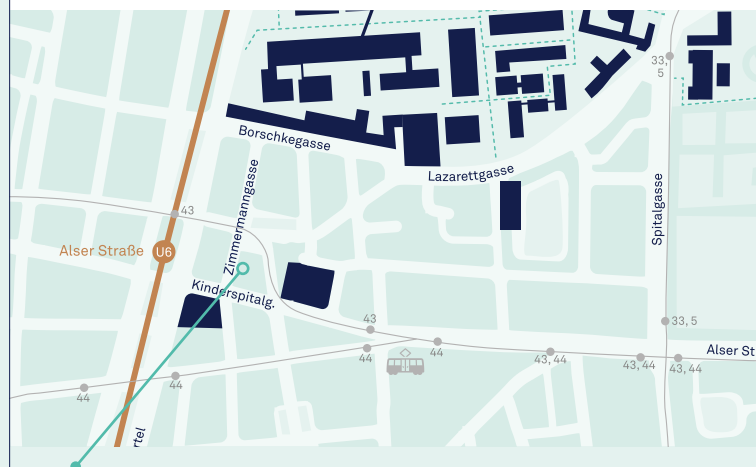 33,
5
Borschkegasse
Lazarettgasse
Zimmermanngasse
Spitalgasse
43
Alser Straße
U6
Kinderspitalg.
43
33, 5
44
44
43, 44
43, 44
43, 44
Alser St
44
44
rtel